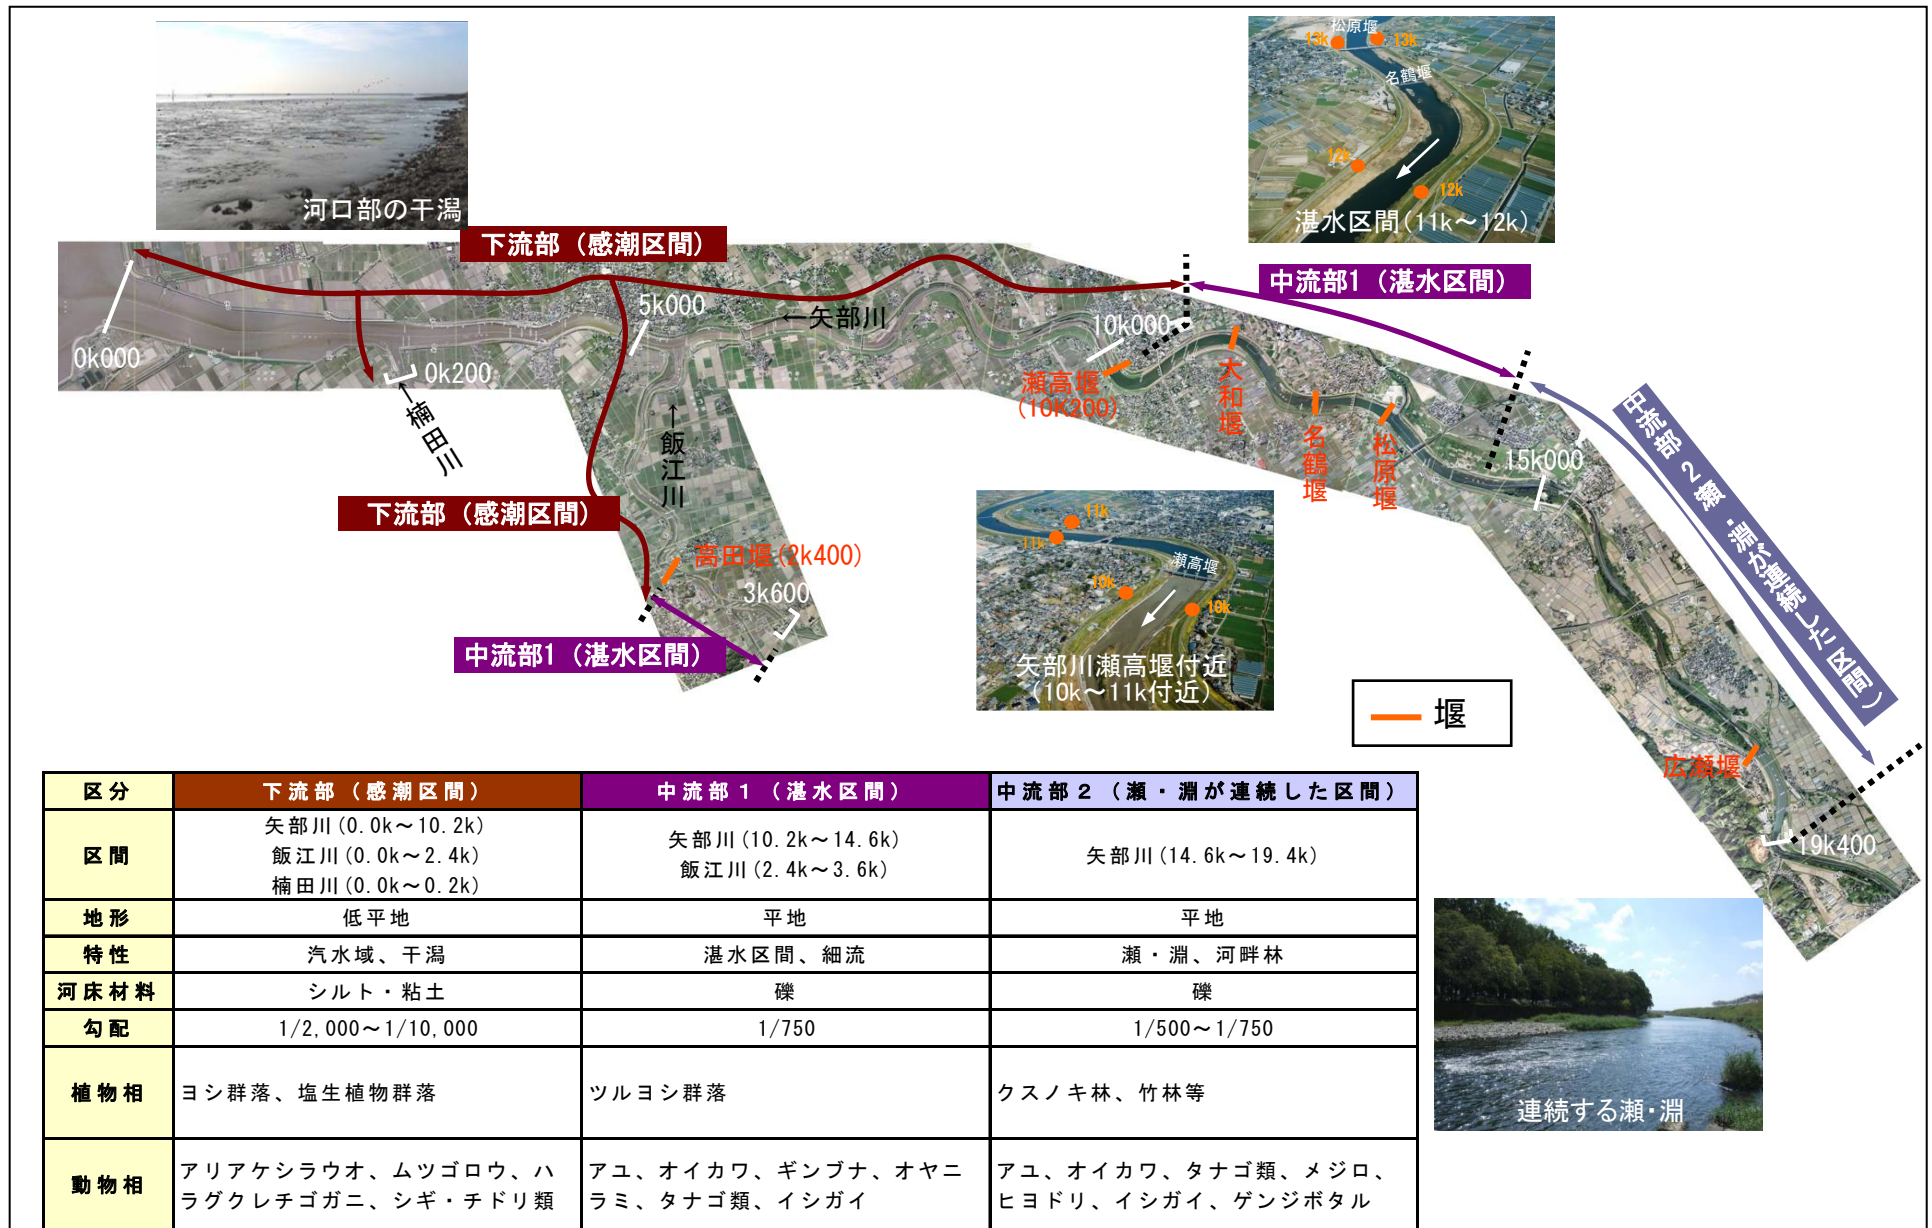 河口部の干潟
松原堰
13k
13k
名鶴堰
12k
12k
湛水区間(11k～12k)
下流部（感潮区間）
中流部1（湛水区間）
0k000
0k200
←楠田川
5k000
←矢部川
←飯江川
10k000
瀬高堰
(10K200)
大和堰
名鶴堰
松原堰
15k000
中流部２瀬・淵が連続した区間）
下流部（感潮区間）
高田堰(2k400)
3k600
中流部1（湛水区間）
11k
11k
瀬高堰
10k
10k
矢部川瀬高堰付近
(10k～11k付近)
堰
広瀬堰
19k400
区分 下流部（感潮区間） 中流部１（湛水区間） 中流部２（瀬・淵が連続した区間）
区間
矢部川(0.0k～10.2k)
飯江川(0.0k～2.4k)
楠田川(0.0k～0.2k)
矢部川(10.2k～14.6k)
飯江川(2.4k～3.6k)
矢部川(14.6k～19.4k)
地形 低平地 平地 平地
特性 汽水域、干潟 湛水区間、細流 瀬・淵、河畔林
河床材料 シルト・粘土 礫 礫
勾配 1/2,000～1/10,000 1/750 1/500～1/750
植物相 ヨシ群落、塩生植物群落 ツルヨシ群落 クスノキ林、竹林等
動物相
アリアケシラウオ、ムツゴロウ、ハ
ラグクレチゴガニ、シギ・チドリ類
アユ、オイカワ、ギンブナ、オヤニ
ラミ、タナゴ類、イシガイ
アユ、オイカワ、タナゴ類、メジロ、
ヒヨドリ、イシガイ、ゲンジボタル
連続する瀬・淵